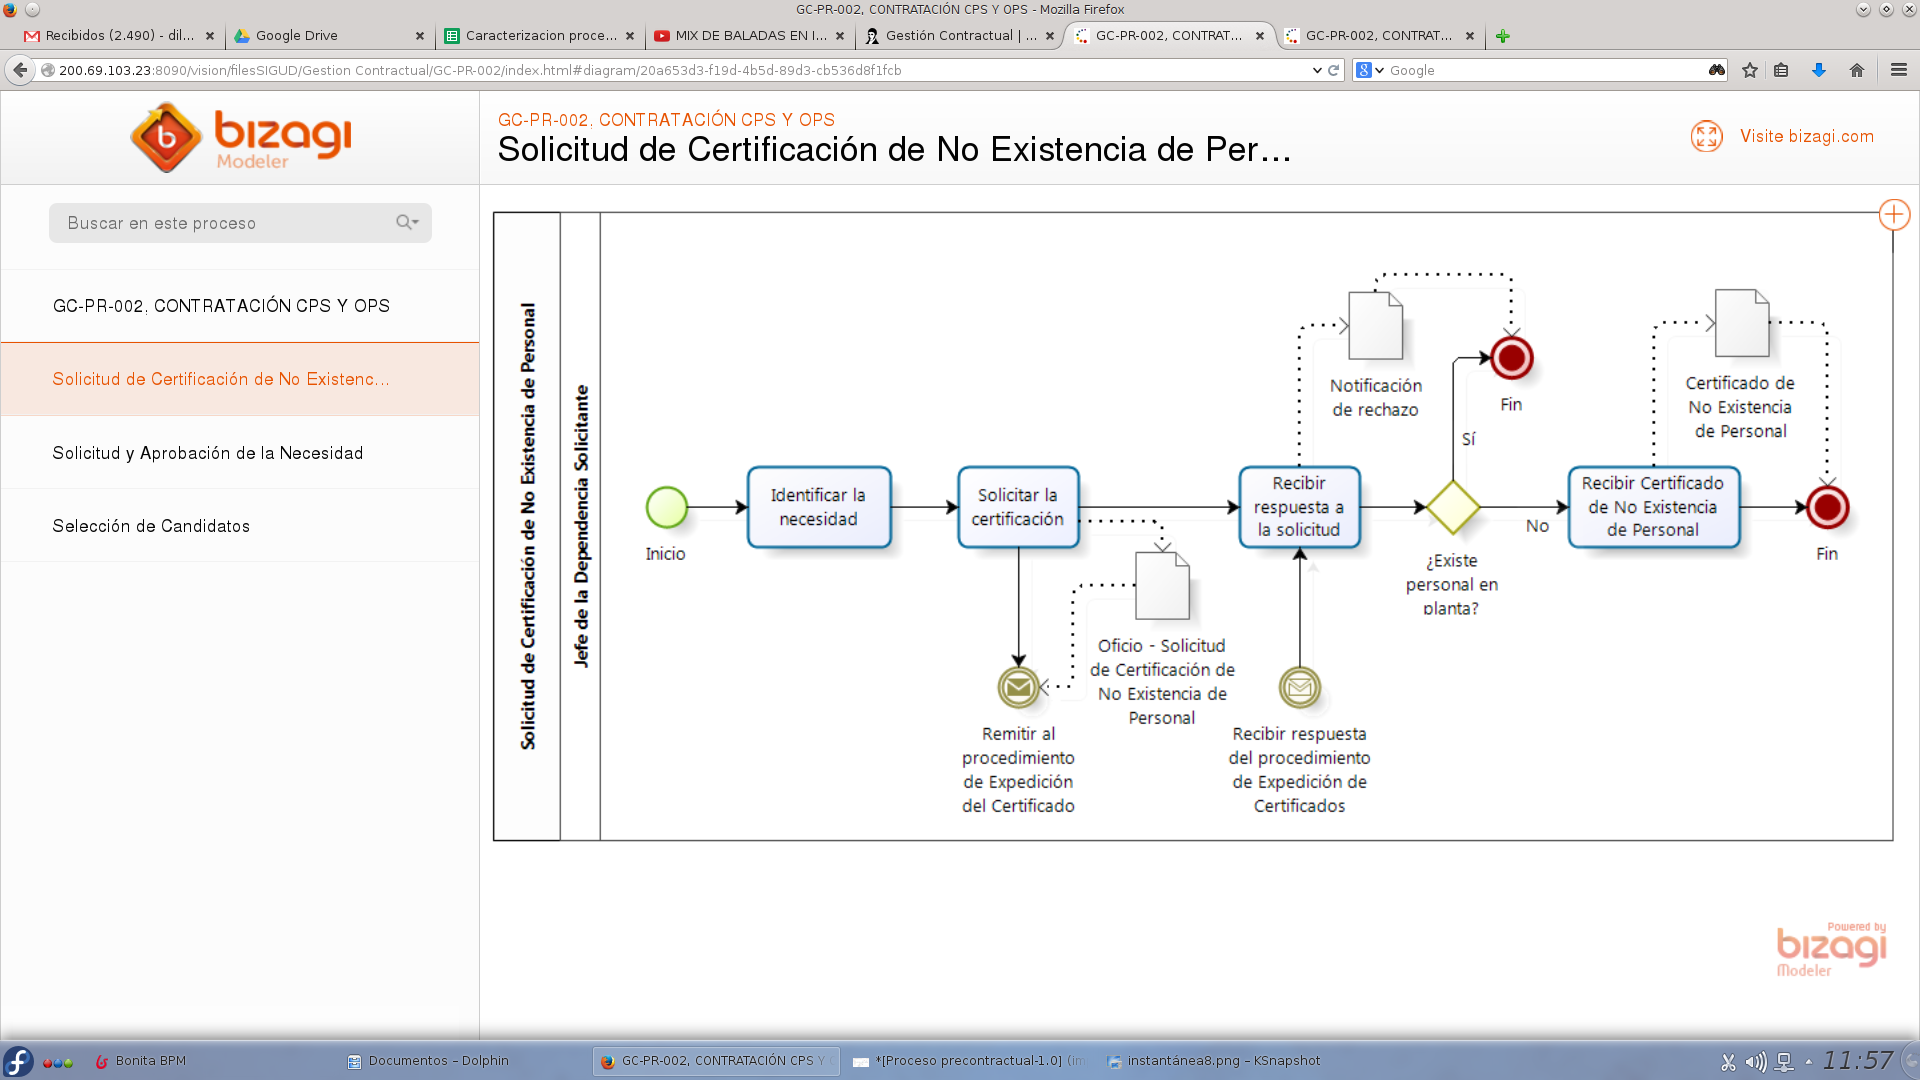 GC-PR-002, CONTRATACIÓN CPS Y OPS - Mozilla Firefox
Recibidos (2.490) - dil...
Google Drive
Caracterizacion proce...
MIX DE BALADAS EN I...
Gestión Contractual | ...
GC-PR-002, CONTRAT...
GC-PR-002, CONTRAT...
200.69.103.23:8090/vision/filesSIGUD/Gestion Contractual/GC-PR-002/index.html#diagram/20a653d3-f19d-4b5d-89d3-cb536d8f1fcb
Google
bizagi
Modeler
GC-PR-002, CONTRATACIÓN CPS Y OPS
Solicitud de Certificación de No Existencia de Per...
Visite bizagi.com
Buscar en este proceso
GC-PR-002, CONTRATACIÓN CPS Y OPS
Solicitud de Certificación de No Existenc...
Solicitud y Aprobación de la Necesidad
Selección de Candidatos
Solicitud de Certificación de No Existencia de Personal
Jefe de la Dependencia Solicitante
Inicio
Identificar la
necesidad
Solicitar la
certificación
Remitir al
procedimiento
de Expedición
del Certificado
Oficio - Solicitud
de Certificación de
No Existencia de
Personal
Recibir
respuesta a
la solicitud
Recibir respuesta
del procedimiento
de Expedición de
Certificados
Notificación
de rechazo
Fin
Sí
No
¿Existe
personal en
planta?
Recibir Certificado
de No Existencia
de Personal
Certificado de
No Existencia
de Personal
Fin
Powered by
bizagi
Modeler
Bonita BPM
Documentos – Dolphin
GC-PR-002, CONTRATACIÓN CPS Y
*[Proceso precontractual-1.0]
instantánea8.png – KSnapshot
11:57